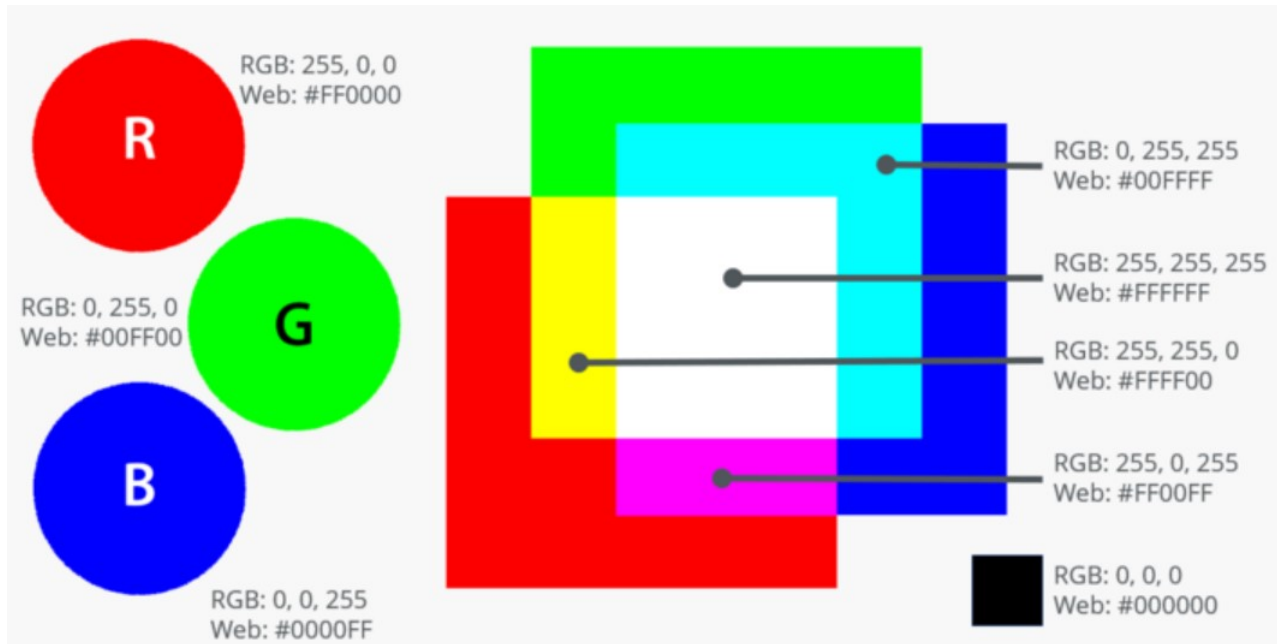 R
RGB: 255, 0, 0
Web: #FF0000
G
RGB: 0, 255, 0
Web: #00FF00
B
RGB: 0, 0, 255
Web: #0000FF
RGB: 0, 255, 255
Web: #00FFFF
RGB: 255, 255, 255
Web: #FFFFFF
RGB: 255, 255, 0
Web: #FFFF00
RGB: 255, 0, 255
Web: #FF00FF
RGB: 0, 0, 0
Web: #000000